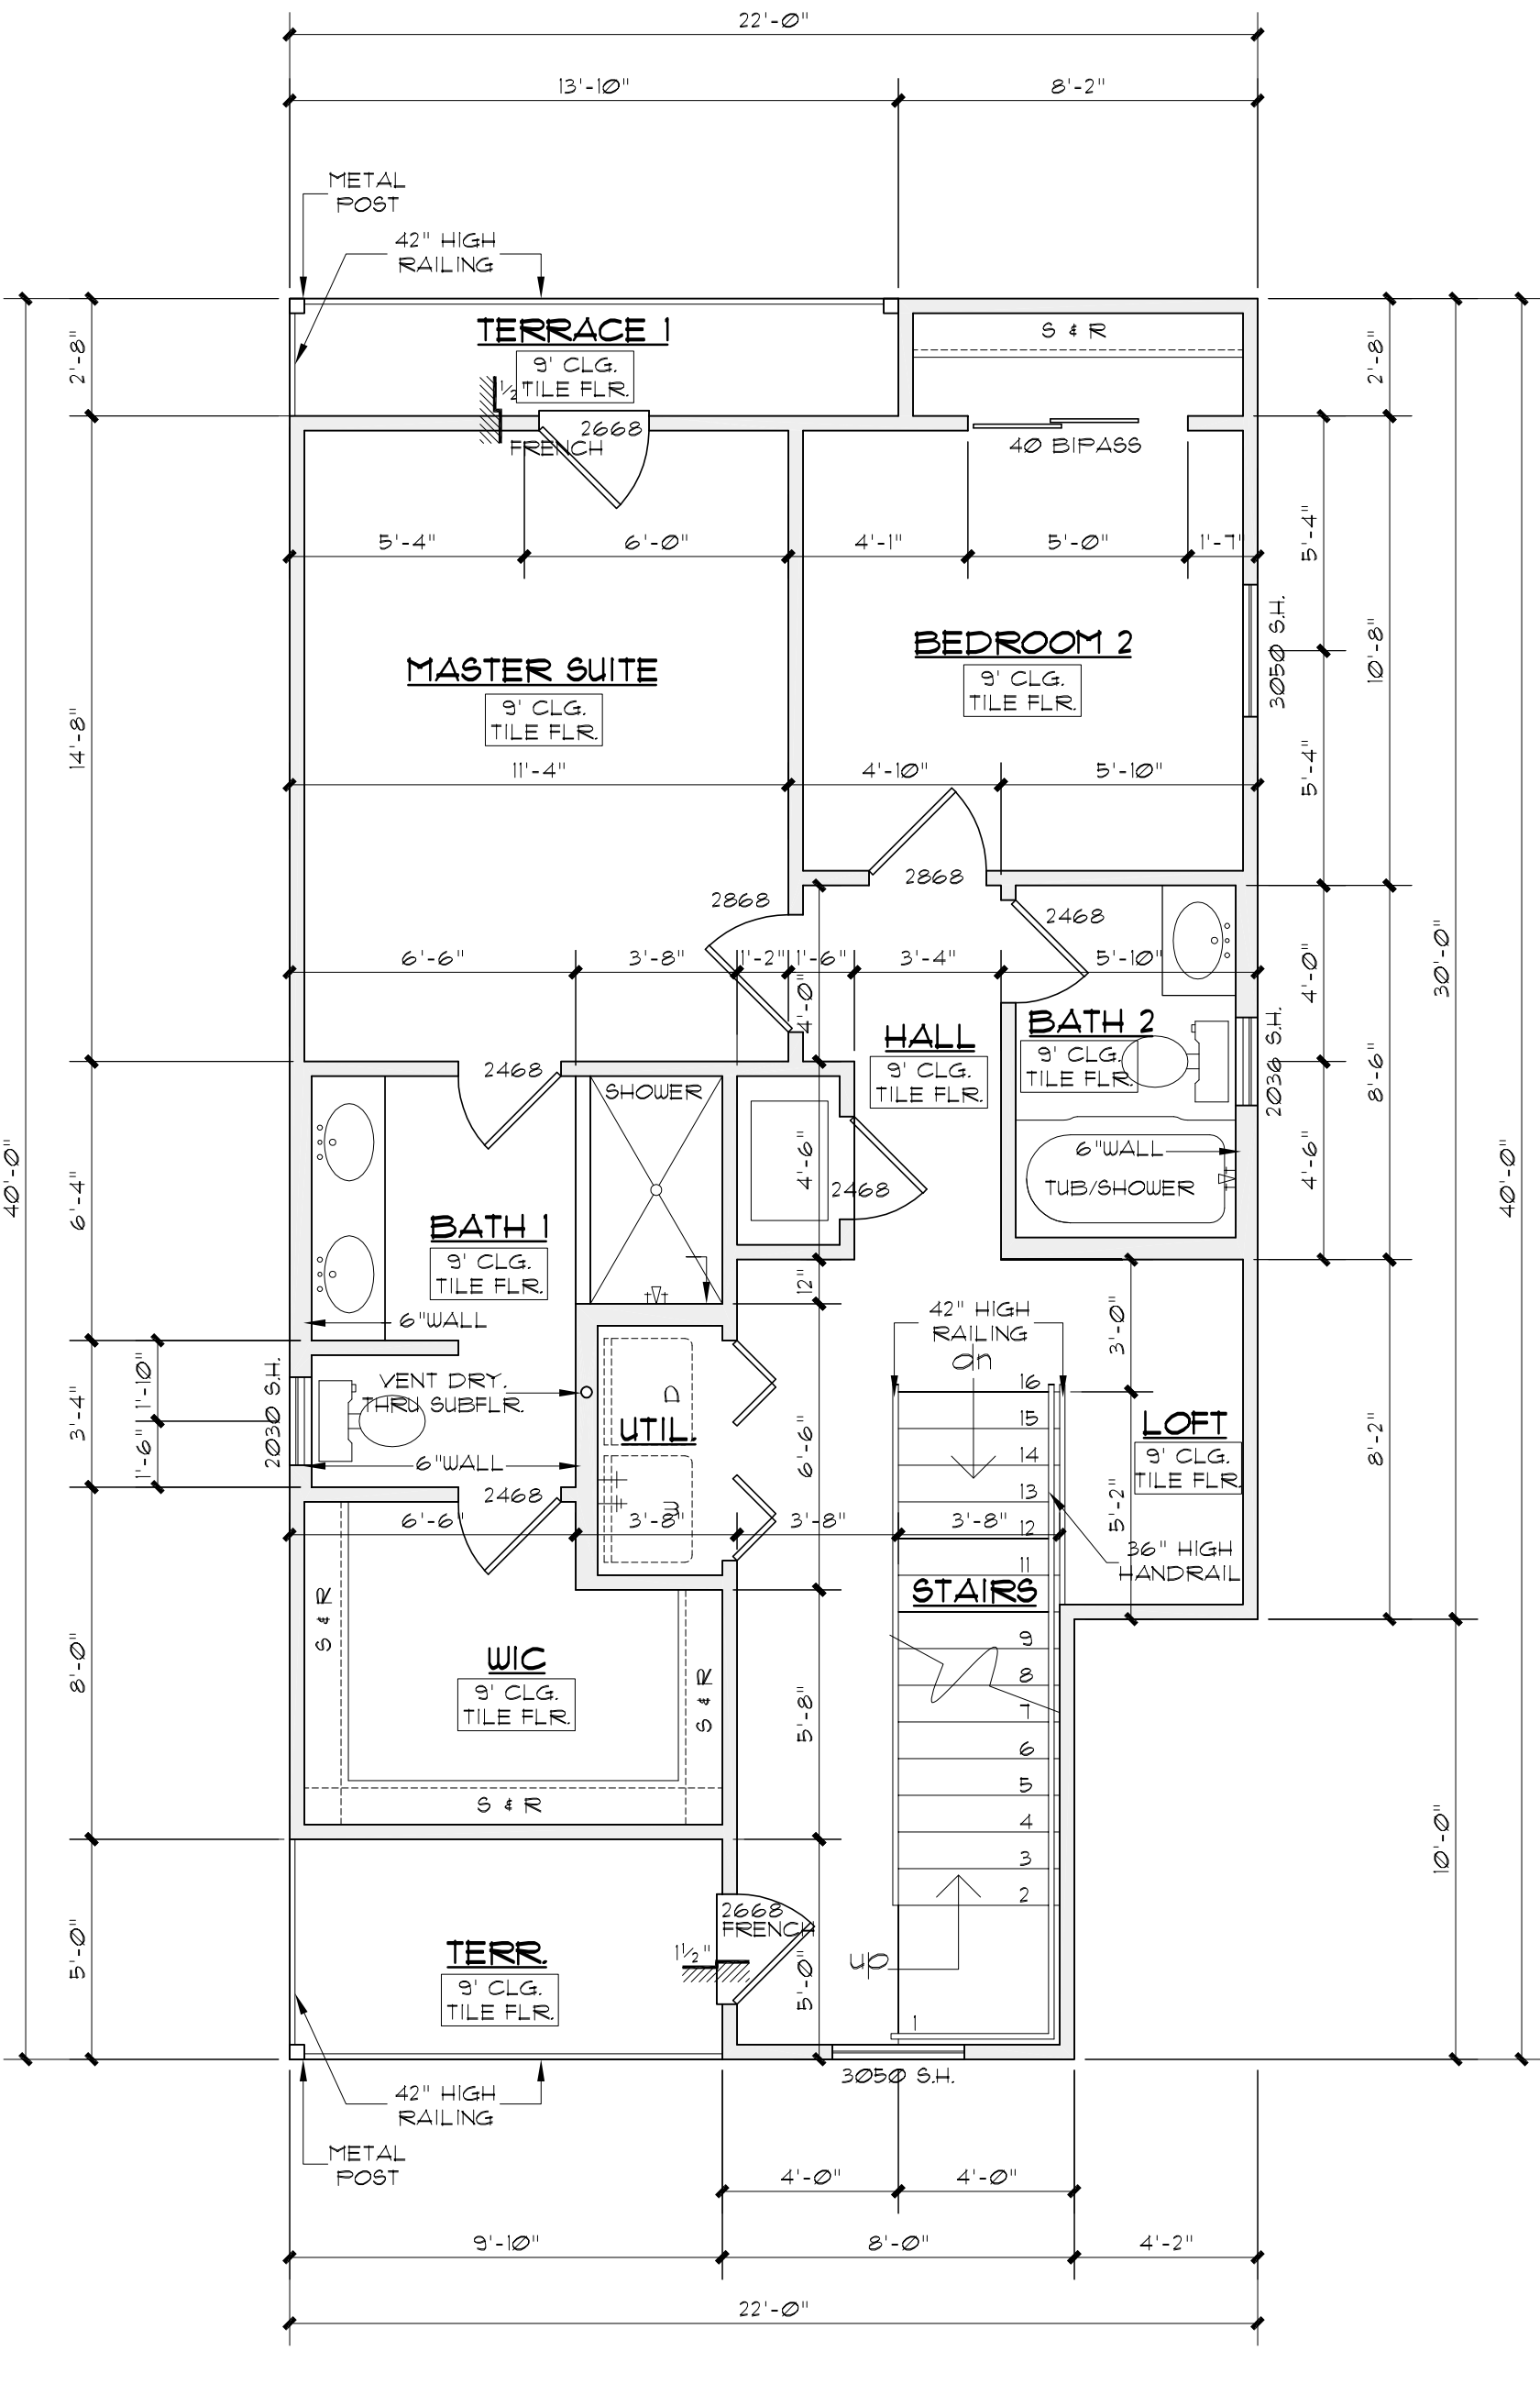 22'-0"
13'-10"
8'-2"
METAL
POST
42" HIGH
RAILING
TERRACE 1
9' CLG.
TILE FLR.
S & R
2'-8"
2'-8"
1/2
2668
FRENCH
40 BIPASS
5'-4"
6'-0"
4'-1"
5'-0"
1'-7"
5'-4"
MASTER SUITE
9' CLG.
TILE FLR.
BEDROOM 2
9' CLG.
TILE FLR.
3050 S.H.
10'-8"
14'-8"
11'-4"
4'-10"
5'-10"
5'-4"
2868
2868
2468
6'-6"
3'-8"
1'-2"
1'-6"
3'-4"
5'-10"
4'-0"
4'-0"
30'-0"
HALL
9' CLG.
TILE FLR.
BATH 2
9' CLG.
TILE FLR.
2036 S.H.
8'-6"
2468
SHOWER
40'-0"
6'-4"
4'-6"
2468
6"WALL
TUB/SHOWER
4'-6"
40'-0"
BATH 1
9' CLG.
TILE FLR.
6"WALL
12"
42" HIGH
RAILING
dn
3'-0"
3'-4"
1'-10"
1'-6"
2030 S.H.
VENT DRY.
THRU SUBFLR.
6"WALL
D
UTIL.
W
6'-6"
16
15
14
13
12
11
LOFT
9' CLG.
TILE FLR.
8'-2"
2468
6'-6"
3'-8"
3'-8"
3'-8"
5'-2"
36" HIGH
HANDRAIL
STAIRS
S & R
8'-0"
WIC
9' CLG.
TILE FLR.
S & R
S & R
5'-8"
9
8
7
6
5
4
3
2
10'-0"
5'-0"
TERR.
9' CLG.
TILE FLR.
2668
FRENCH
1 1/2"
5'-0"
up
1
3050 S.H.
42" HIGH
RAILING
METAL
POST
4'-0"
4'-0"
9'-10"
8'-0"
4'-2"
22'-0"